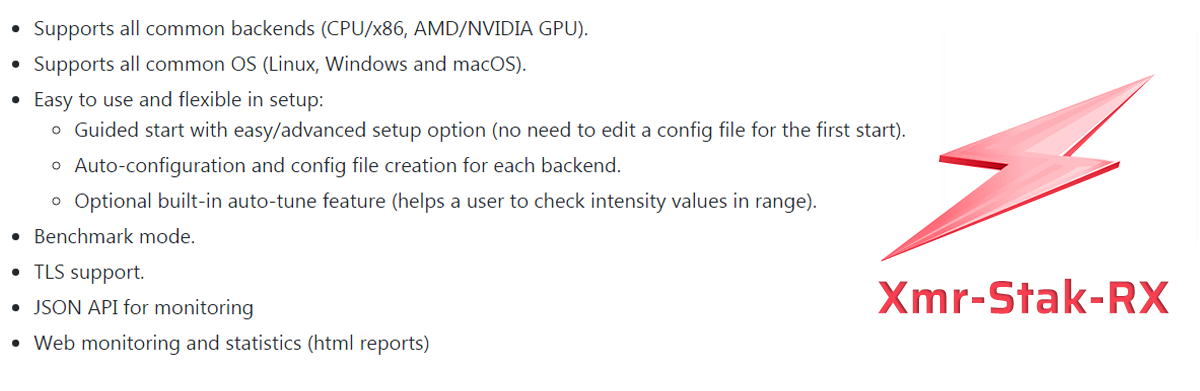 Supports all common backends (CPU/x86, AMD/NVIDIA GPU).
Supports all common OS (Linux, Windows and macOS).
Easy to use and flexible in setup:
Guided start with easy/advanced setup option (no need to edit a config file for the first start).
Auto-configuration and config file creation for each backend.
Optional built-in auto-tune feature (helps a user to check intensity values in range).
Benchmark mode.
TLS support.
JSON API for monitoring
Web monitoring and statistics (html reports)
Xmr-Stak-RX